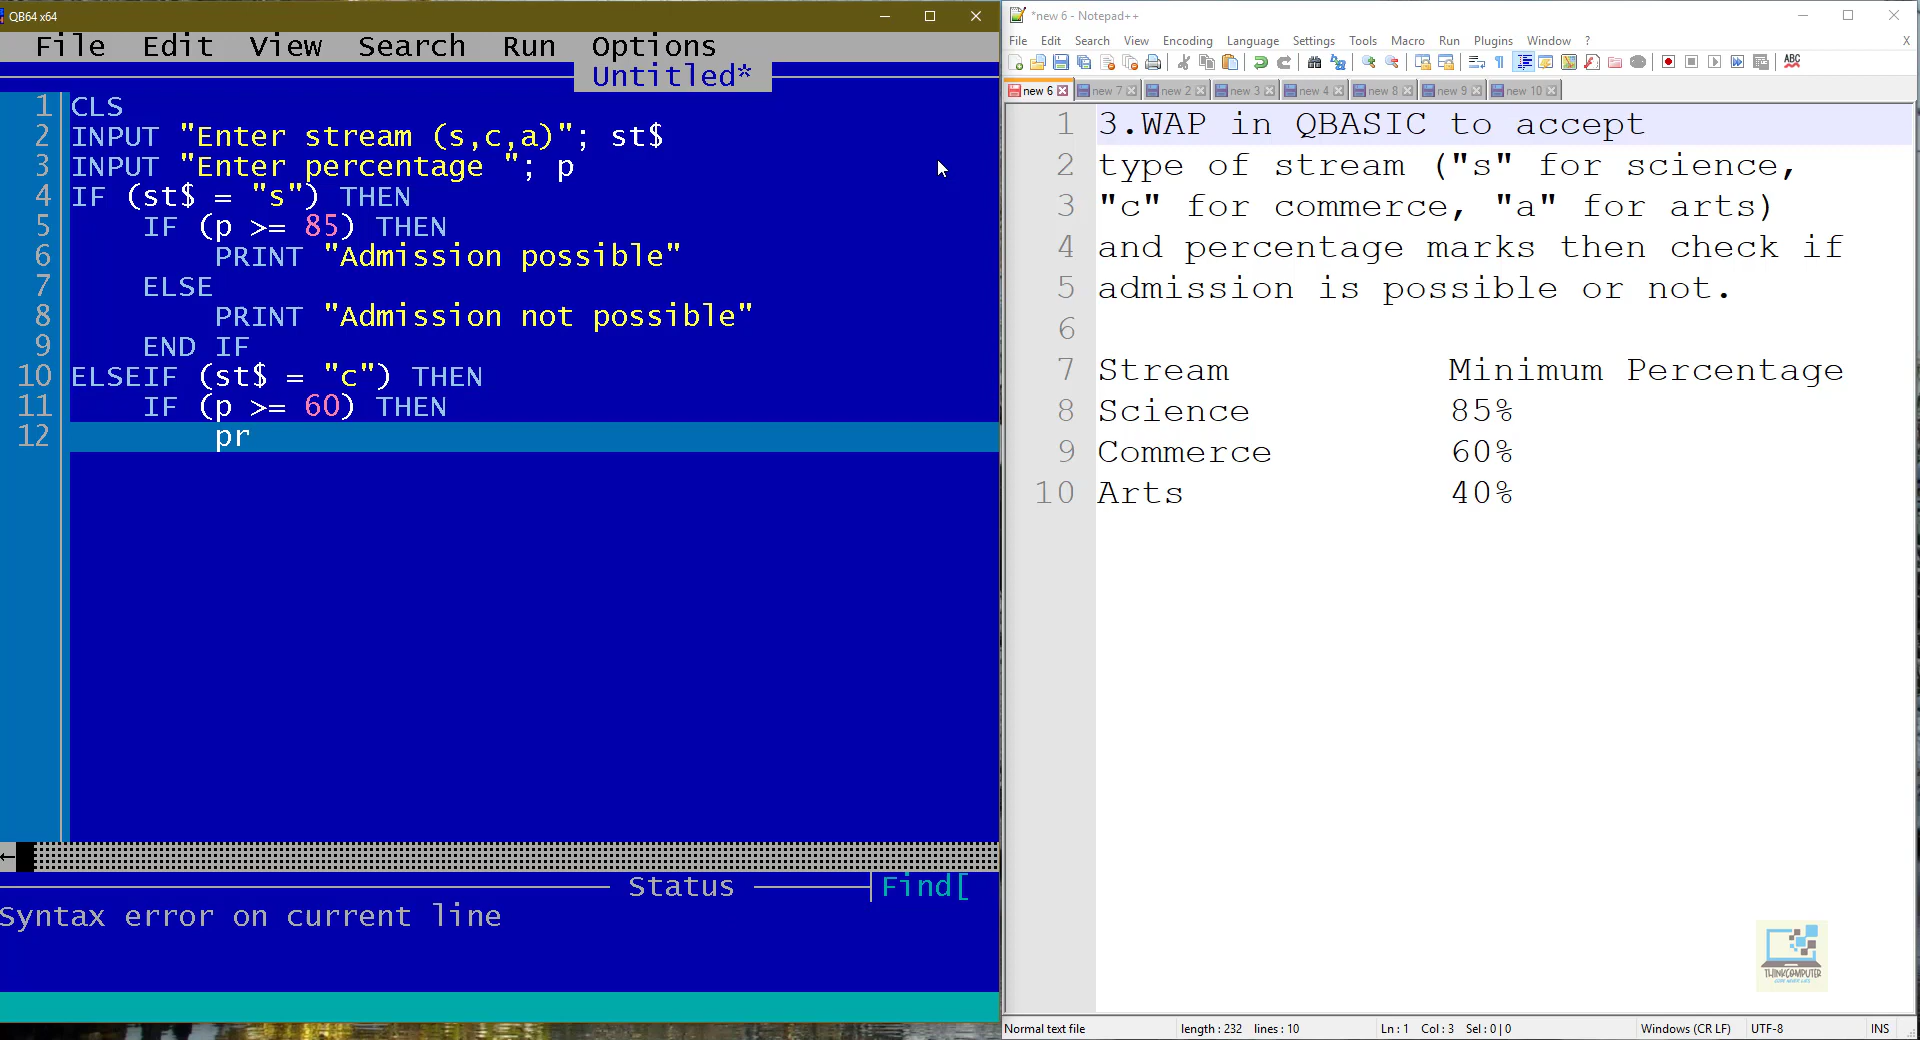 QB64 x64
File Edit View Search Run Options
Untitled*
1 CLS
2 INPUT "Enter stream (s,c,a)"; st$
3 INPUT "Enter percentage "; p
4 IF (st$ = "s") THEN
5 IF (p >= 85) THEN
6 PRINT "Admission possible"
7 ELSE
8 PRINT "Admission not possible"
9 END IF
10 ELSEIF (st$ = "c") THEN
11 IF (p >= 60) THEN
12 pr
Status
Find[
Syntax error on current line
*new 6 - Notepad++
File Edit Search View Encoding Language Settings Tools Macro Run Plugins Window ? X
ABC
new 6 new 7 new 2 new 3 new 4 new 8 new 9 new 10
1 3.WAP in QBASIC to accept
2 type of stream ("s" for science,
3 "c" for commerce, "a" for arts)
4 and percentage marks then check if
5 admission is possible or not.
6
7 Stream Minimum Percentage
8 Science 85%
9 Commerce 60%
10 Arts 40%
THINKCOMPUTER
Normal text file length : 232 lines : 10 Ln : 1 Col : 3 Sel : 0 | 0 Windows (CR LF) UTF-8 INS